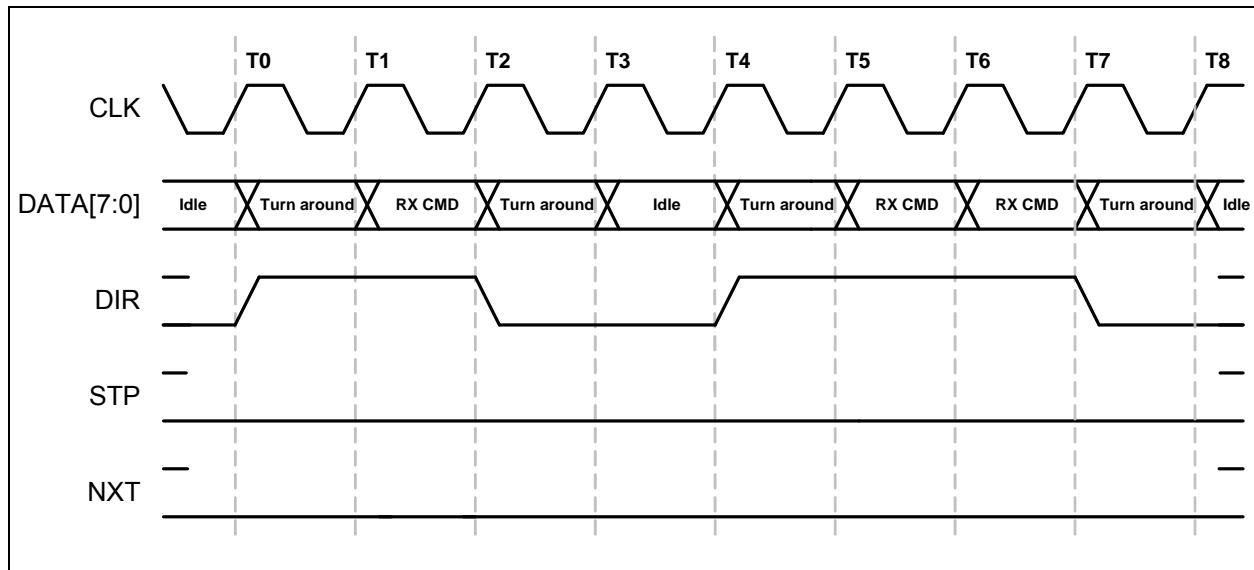 T0 T1 T2 T3 T4 T5 T6 T7 T8
CLK
DATA[7:0] Idle Turn around RX CMD Turn around Idle Turn around RX CMD RX CMD Turn around Idle
DIR
STP
NXT